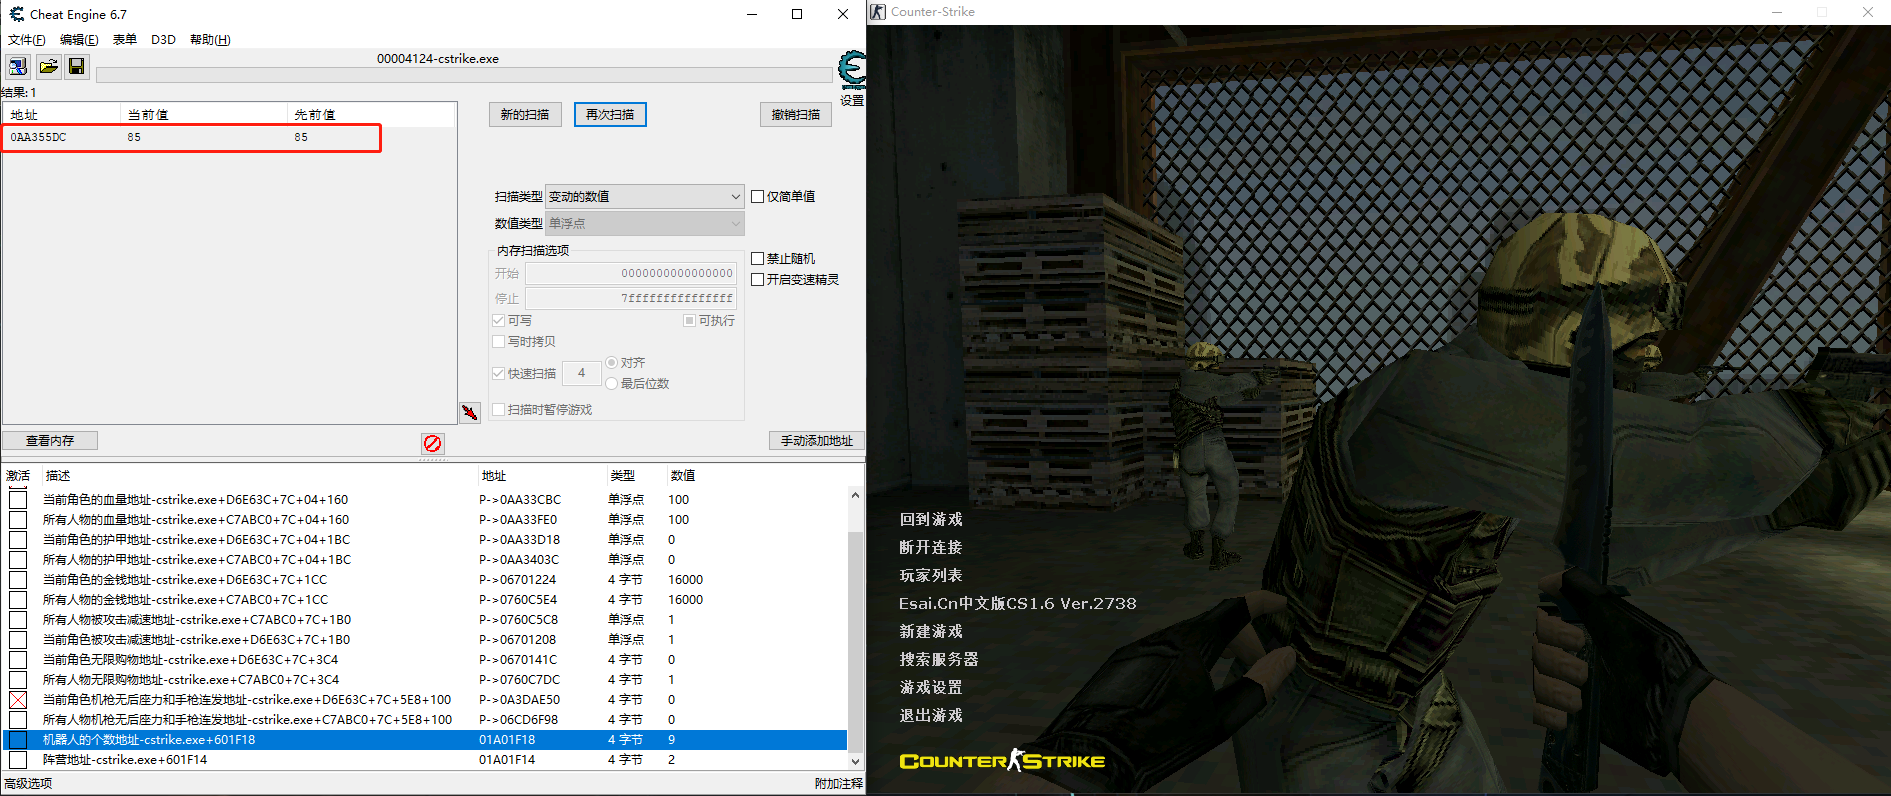 Cheat Engine 6.7
文件(F) 编辑(E) 表单 D3D 帮助(H)
00004124-cstrike.exe
设置
结果: 1
地址 当前值 先前值
0AA355DC 85 85
新的扫描 再次扫描 撤销扫描
扫描类型 变动的数值 仅简单值
数值类型 单浮点
内存扫描选项
开始 0000000000000000
停止 7fffffffffffffff
可写 可执行
写时拷贝
快速扫描 4 对齐
最后位数
扫描时暂停游戏
禁止随机
开启变速精灵
查看内存 手动添加地址
激活 描述 地址 类型 数值
当前角色的血量地址-cstrike.exe+D6E63C+7C+04+160 P->0AA33CBC 单浮点 100
所有人物的血量地址-cstrike.exe+C7ABC0+7C+04+160 P->0AA33FE0 单浮点 100
当前角色的护甲地址-cstrike.exe+D6E63C+7C+04+1BC P->0AA33D18 单浮点 0
所有人物的护甲地址-cstrike.exe+C7ABC0+7C+04+1BC P->0AA3403C 单浮点 0
当前角色的金钱地址-cstrike.exe+D6E63C+7C+1CC P->06701224 4 字节 16000
所有人物的金钱地址-cstrike.exe+C7ABC0+7C+1CC P->0760C5E4 4 字节 16000
所有人物被攻击减速地址-cstrike.exe+C7ABC0+7C+1B0 P->0760C5C8 单浮点 1
当前角色被攻击减速地址-cstrike.exe+D6E63C+7C+1B0 P->06701208 单浮点 1
当前角色无限购物地址-cstrike.exe+D6E63C+7C+3C4 P->0670141C 4 字节 0
所有人物无限购物地址-cstrike.exe+C7ABC0+7C+3C4 P->0760C7DC 4 字节 1
当前角色机枪无后座力和手枪连发地址-cstrike.exe+D6E63C+7C+5E8+100 P->0A3DAE50 4 字节 0
所有人物机枪无后座力和手枪连发地址-cstrike.exe+C7ABC0+7C+5E8+100 P->06CD6F98 4 字节 0
机器人的个数地址-cstrike.exe+601F18 01A01F18 4 字节 9
阵营地址-cstrike.exe+601F14 01A01F14 4 字节 2
高级选项 附加注释
Counter-Strike
回到游戏
断开连接
玩家列表
Esai.Cn中文版CS1.6 Ver.2738
新建游戏
搜索服务器
游戏设置
退出游戏
COUNTER STRIKE